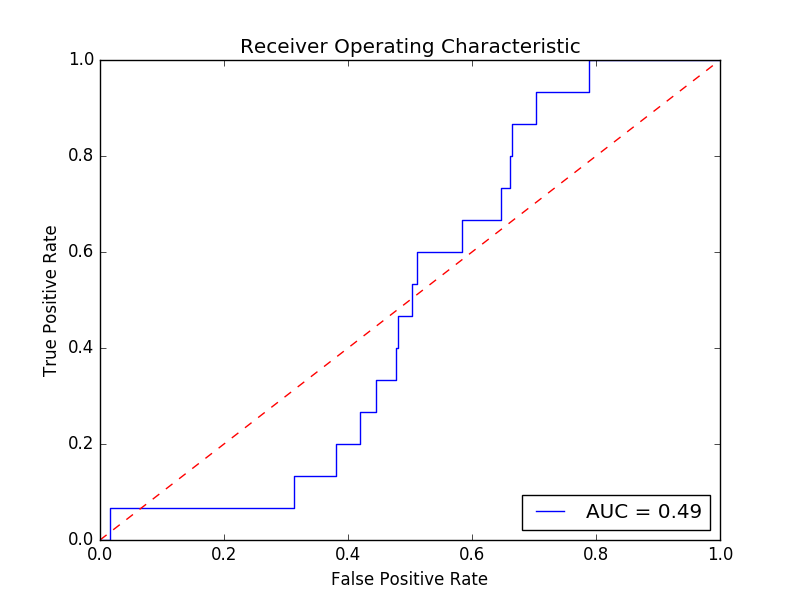 Receiver Operating Characteristic
1.0
0.8
0.6
0.4
0.2
0.0
True Positive Rate
AUC = 0.49
0.0 0.2 0.4 0.6 0.8 1.0
False Positive Rate